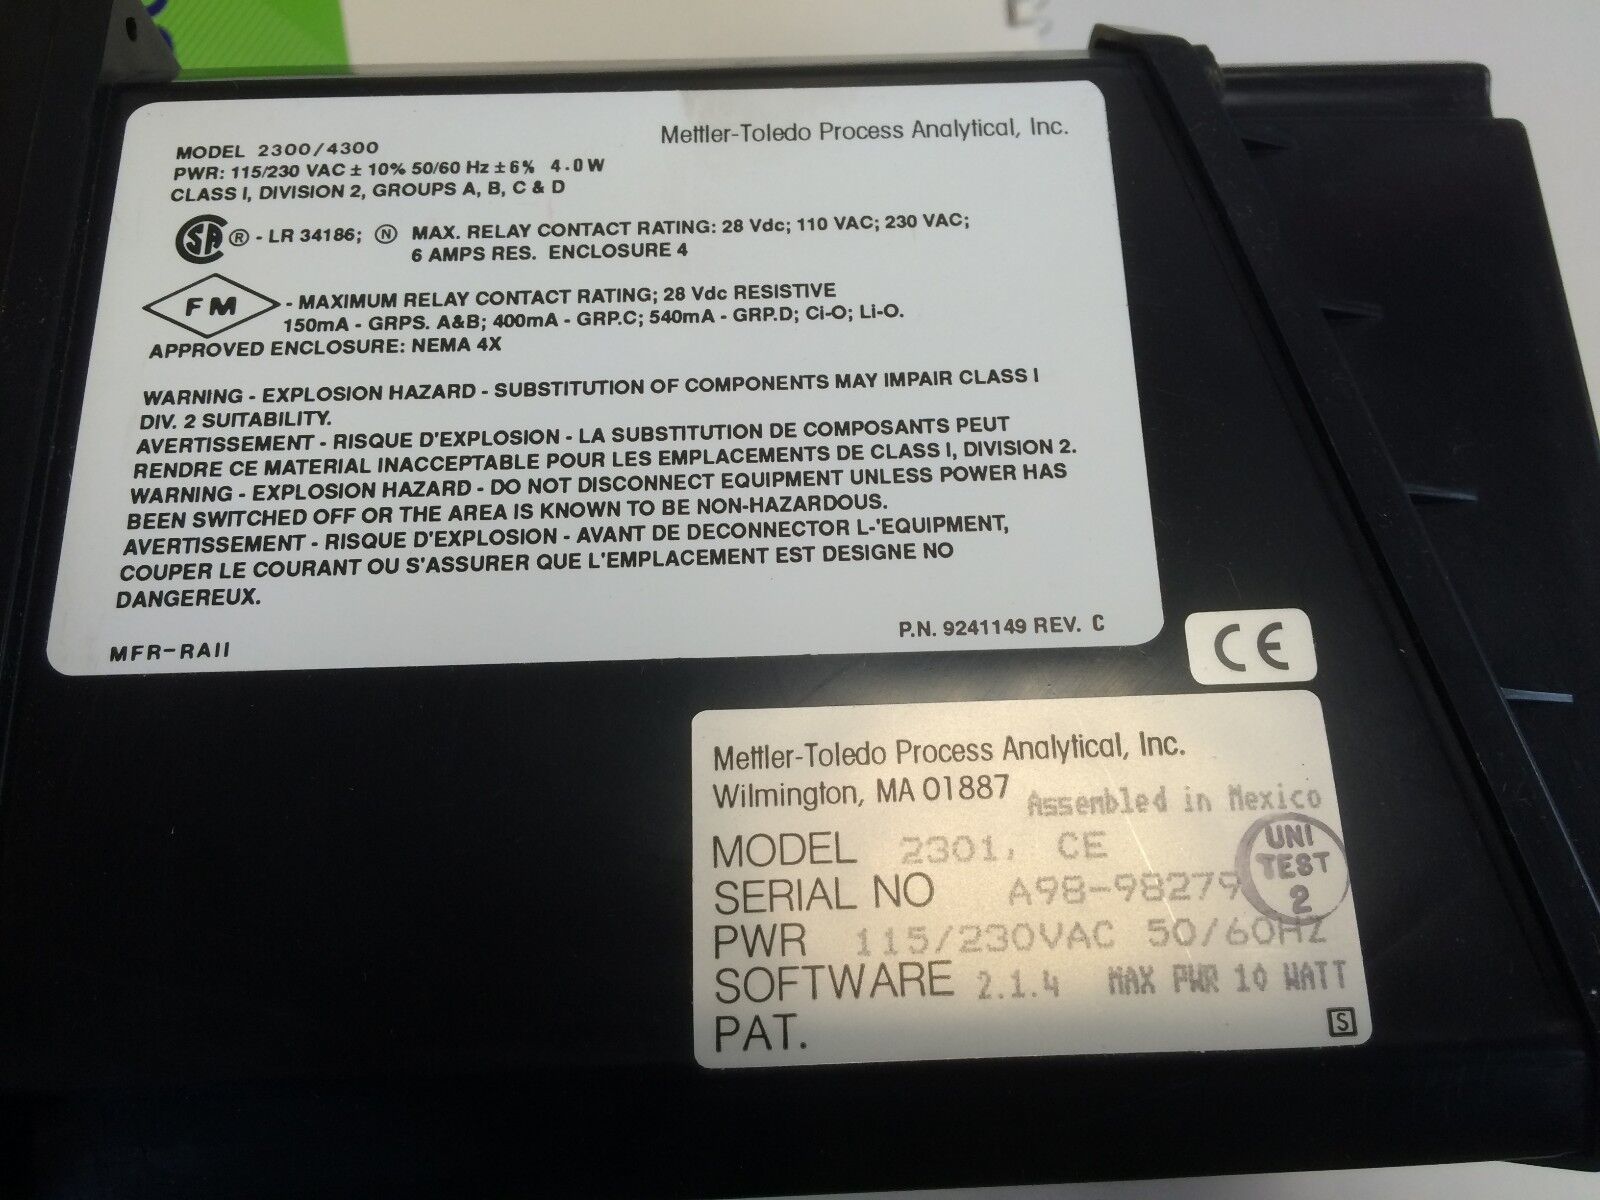 Mettler-Toledo Process Analytical, Inc.
MODEL 2300/4300
PWR: 115/230 VAC ± 10% 50/60 Hz ± 6% 4.0 W
CLASS I, DIVISION 2, GROUPS A, B, C & D
SA ® - LR 34186; Ⓝ MAX. RELAY CONTACT RATING: 28 Vdc; 110 VAC; 230 VAC;
6 AMPS RES. ENCLOSURE 4
FM - MAXIMUM RELAY CONTACT RATING; 28 Vdc RESISTIVE
150mA - GRPS. A&B; 400mA - GRP.C; 540mA - GRP.D; Ci-O; Li-O.
APPROVED ENCLOSURE: NEMA 4X
WARNING - EXPLOSION HAZARD - SUBSTITUTION OF COMPONENTS MAY IMPAIR CLASS I
DIV. 2 SUITABILITY.
AVERTISSEMENT - RISQUE D'EXPLOSION - LA SUBSTITUTION DE COMPOSANTS PEUT
RENDRE CE MATERIAL INACCEPTABLE POUR LES EMPLACEMENTS DE CLASS I, DIVISION 2.
WARNING - EXPLOSION HAZARD - DO NOT DISCONNECT EQUIPMENT UNLESS POWER HAS
BEEN SWITCHED OFF OR THE AREA IS KNOWN TO BE NON-HAZARDOUS.
AVERTISSEMENT - RISQUE D'EXPLOSION - AVANT DE DECONNECTOR L-'EQUIPMENT,
COUPER LE COURANT OU S'ASSURER QUE L'EMPLACEMENT EST DESIGNE NO
DANGEREUX.
P.N. 9241149 REV. C
MFR-RAII
CE
Mettler-Toledo Process Analytical, Inc.
Wilmington, MA 01887 Assembled in Mexico
MODEL 2301, CE
SERIAL NO A98-98279
UNI
TEST
2
PWR 115/230VAC 50/60HZ
SOFTWARE 2.1.4 MAX PWR 10 WATT
PAT.
S